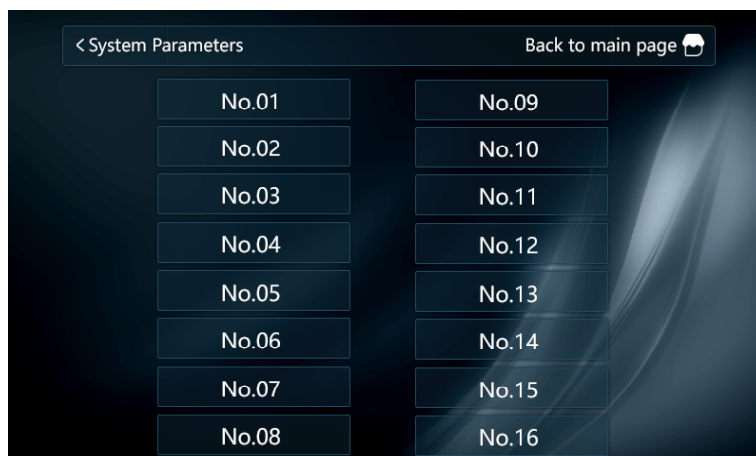 < System Parameters
Back to main page
No.01
No.02
No.03
No.04
No.05
No.06
No.07
No.08
No.09
No.10
No.11
No.12
No.13
No.14
No.15
No.16